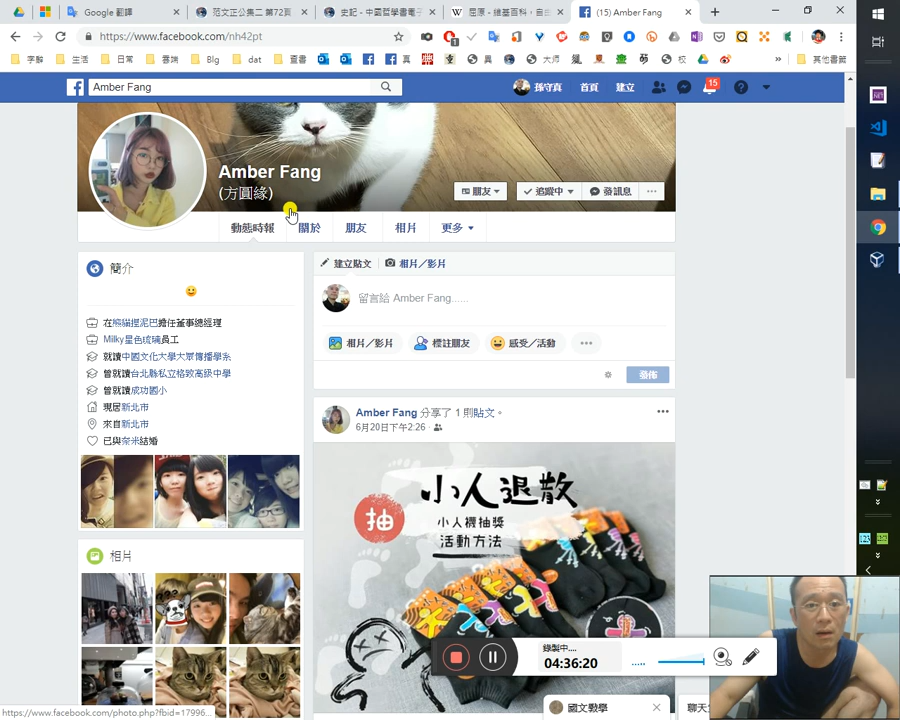 Google 翻譯
范文正公集二 第72頁
史記 - 中國哲學書電子
屈原 - 維基百科，自由
(15) Amber Fang
https://www.facebook.com/nh42pt
字幕
生活
日常
雲端
Blg
dat
查書
大师
其他書籤
Amber Fang
孫守真
首頁
建立
15
Amber Fang
(方圓緣)
朋友
追蹤中
發訊息
動態時報
關於
朋友
相片
更多
簡介
在熊貓捏泥巴擔任董事總經理
Milky星色琉璃員工
就讀中國文化大學大眾傳播學系
曾就讀台北縣私立格致高級中學
曾就讀成功國小
現居新北市
來自新北市
已與奈米結婚
相片
建立貼文
相片／影片
留言給 Amber Fang......
相片／影片
標註朋友
感受／活動
發佈
Amber Fang 分享了 1 則貼文。
6月20日下午2:26
小人退散
抽
小人襪抽獎
活動方法
錄製中....
04:36:20
國文教學
聊天
https://www.facebook.com/photo.php?fbid=17996...